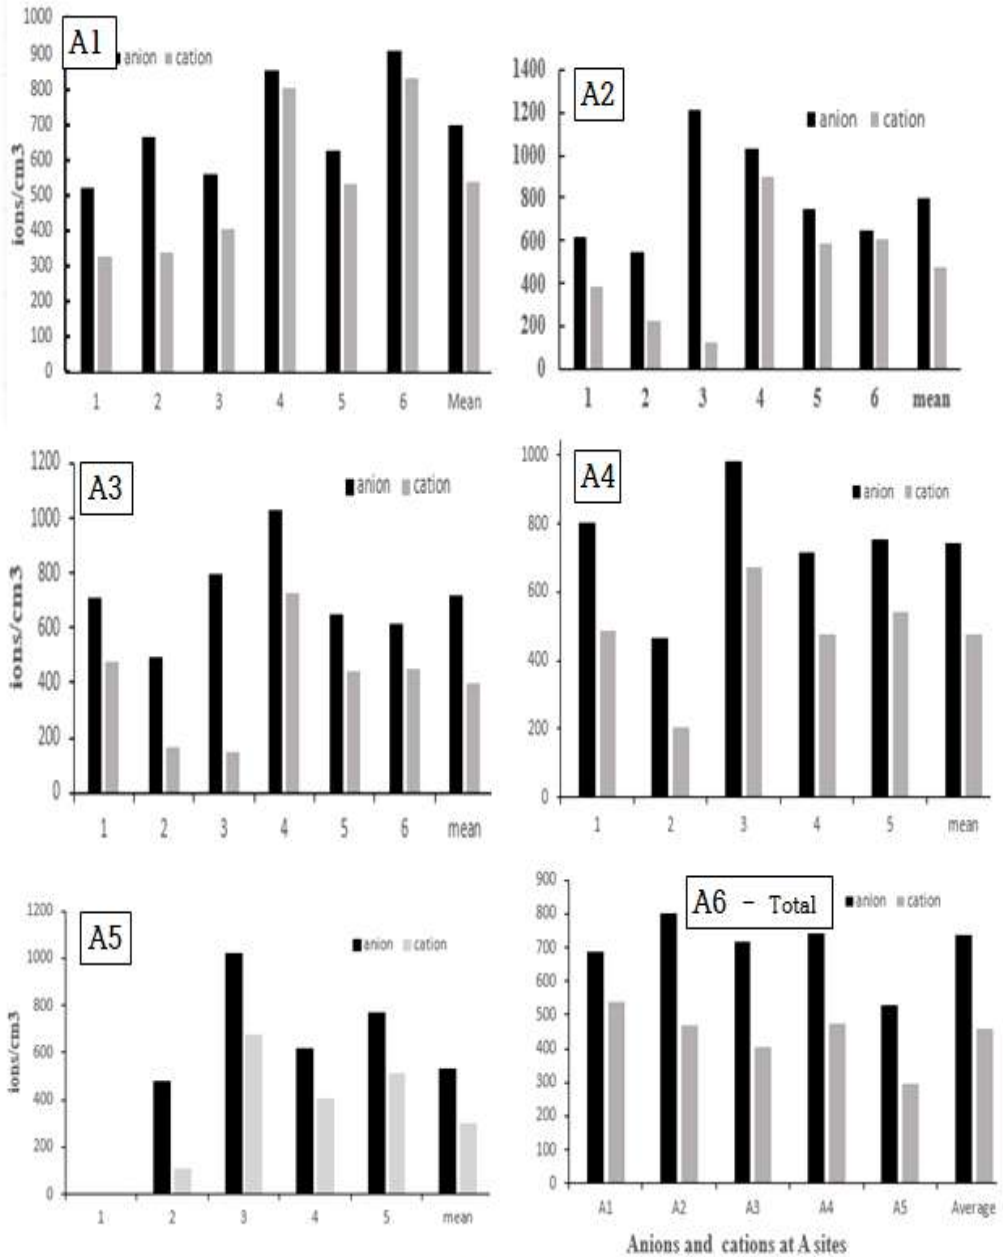 A1
anion cation
1000
900
800
700
600
500
400
300
200
100
0
ions/cm3
1 2 3 4 5 6 Mean
A2
anion cation
1400
1200
1000
800
600
400
200
0
1 2 3 4 5 6 mean
A3
anion cation
1200
1000
800
600
400
200
0
ions/cm3
1 2 3 4 5 6 mean
A4
anion cation
1000
800
600
400
200
0
1 2 3 4 5 mean
A5
anion cation
1200
1000
800
600
400
200
0
ions/cm3
1 2 3 4 5 mean
A6 - Total
anion cation
900
800
700
600
500
400
300
200
100
0
A1 A2 A3 A4 A5 Average
Anions and cations at A sites